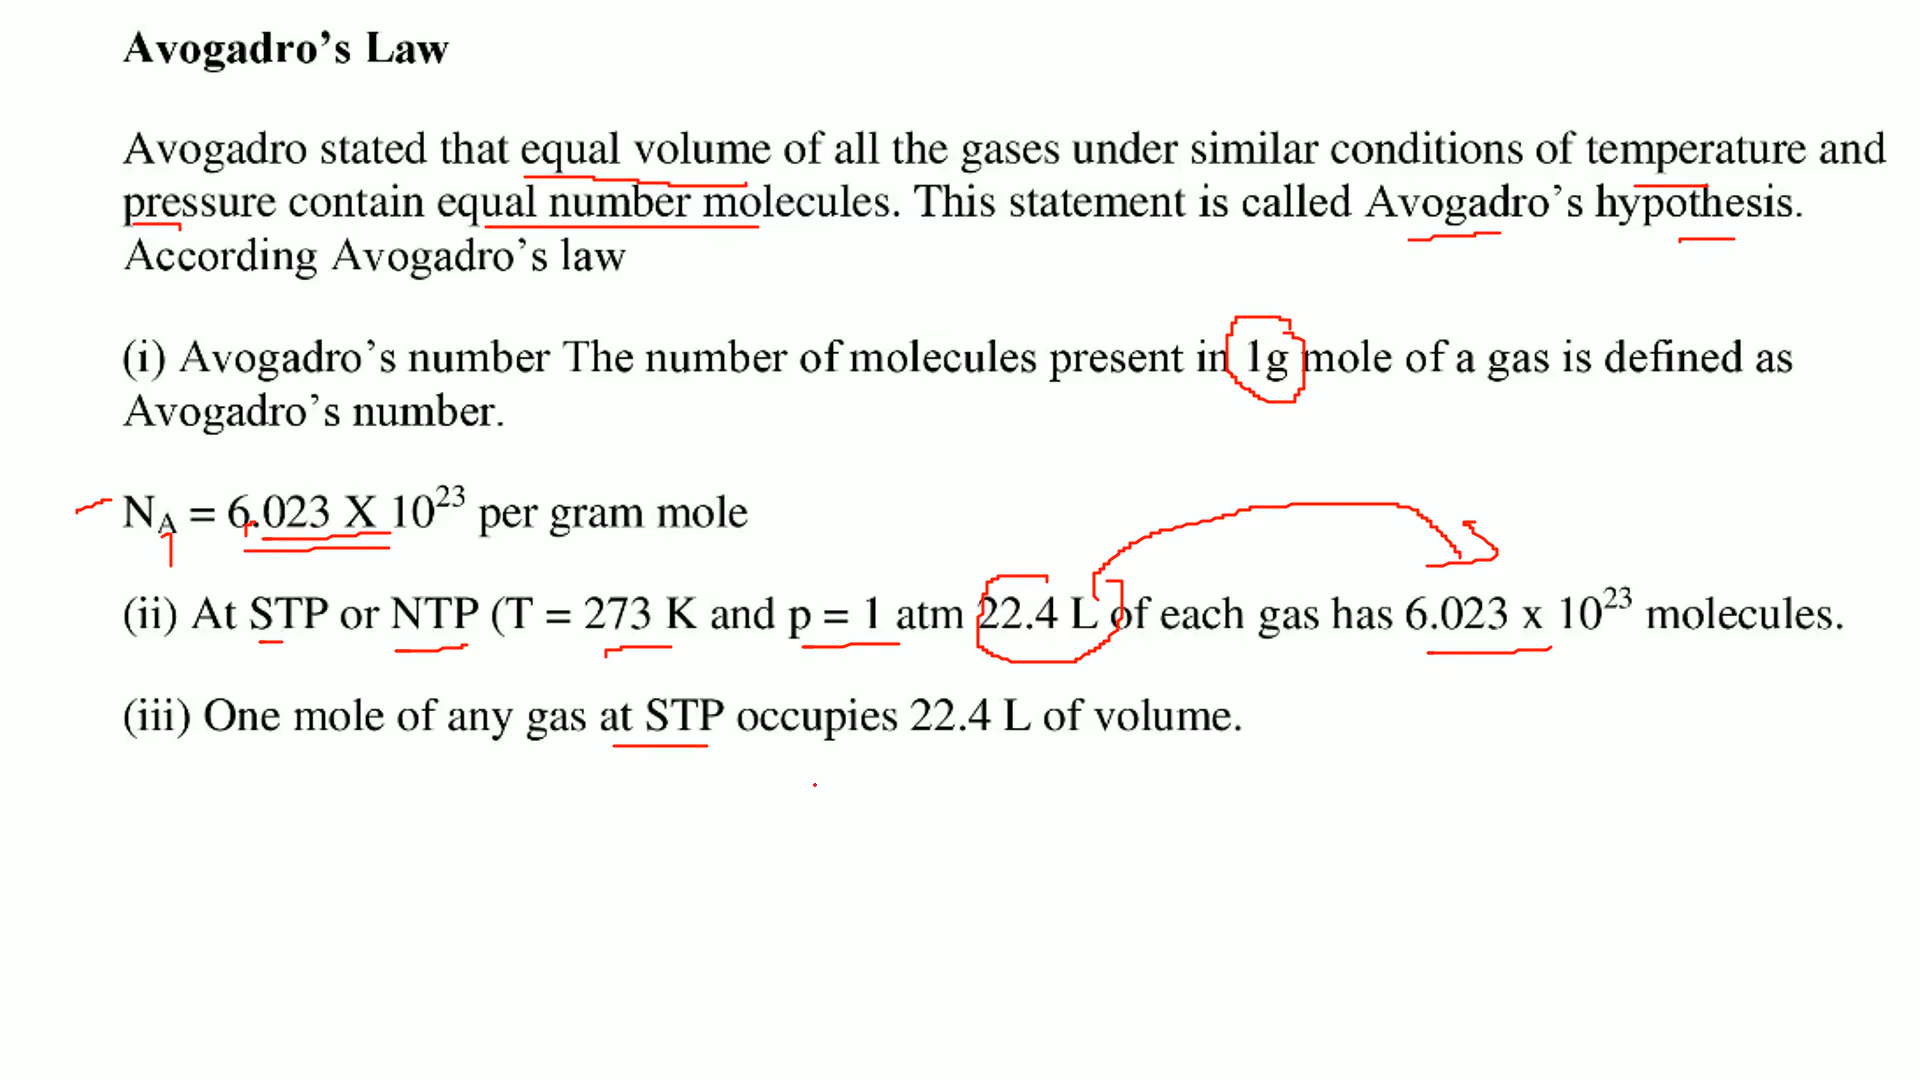 Avogadro’s Law
Avogadro stated that equal volume of all the gases under similar conditions of temperature and
pressure contain equal number molecules. This statement is called Avogadro’s hypothesis.
According Avogadro’s law
(i) Avogadro’s number The number of molecules present in 1g mole of a gas is defined as
Avogadro’s number.
N_A = 6.023 X 10^23 per gram mole
(ii) At STP or NTP (T = 273 K and p = 1 atm 22.4 L of each gas has 6.023 x 10^23 molecules.
(iii) One mole of any gas at STP occupies 22.4 L of volume.